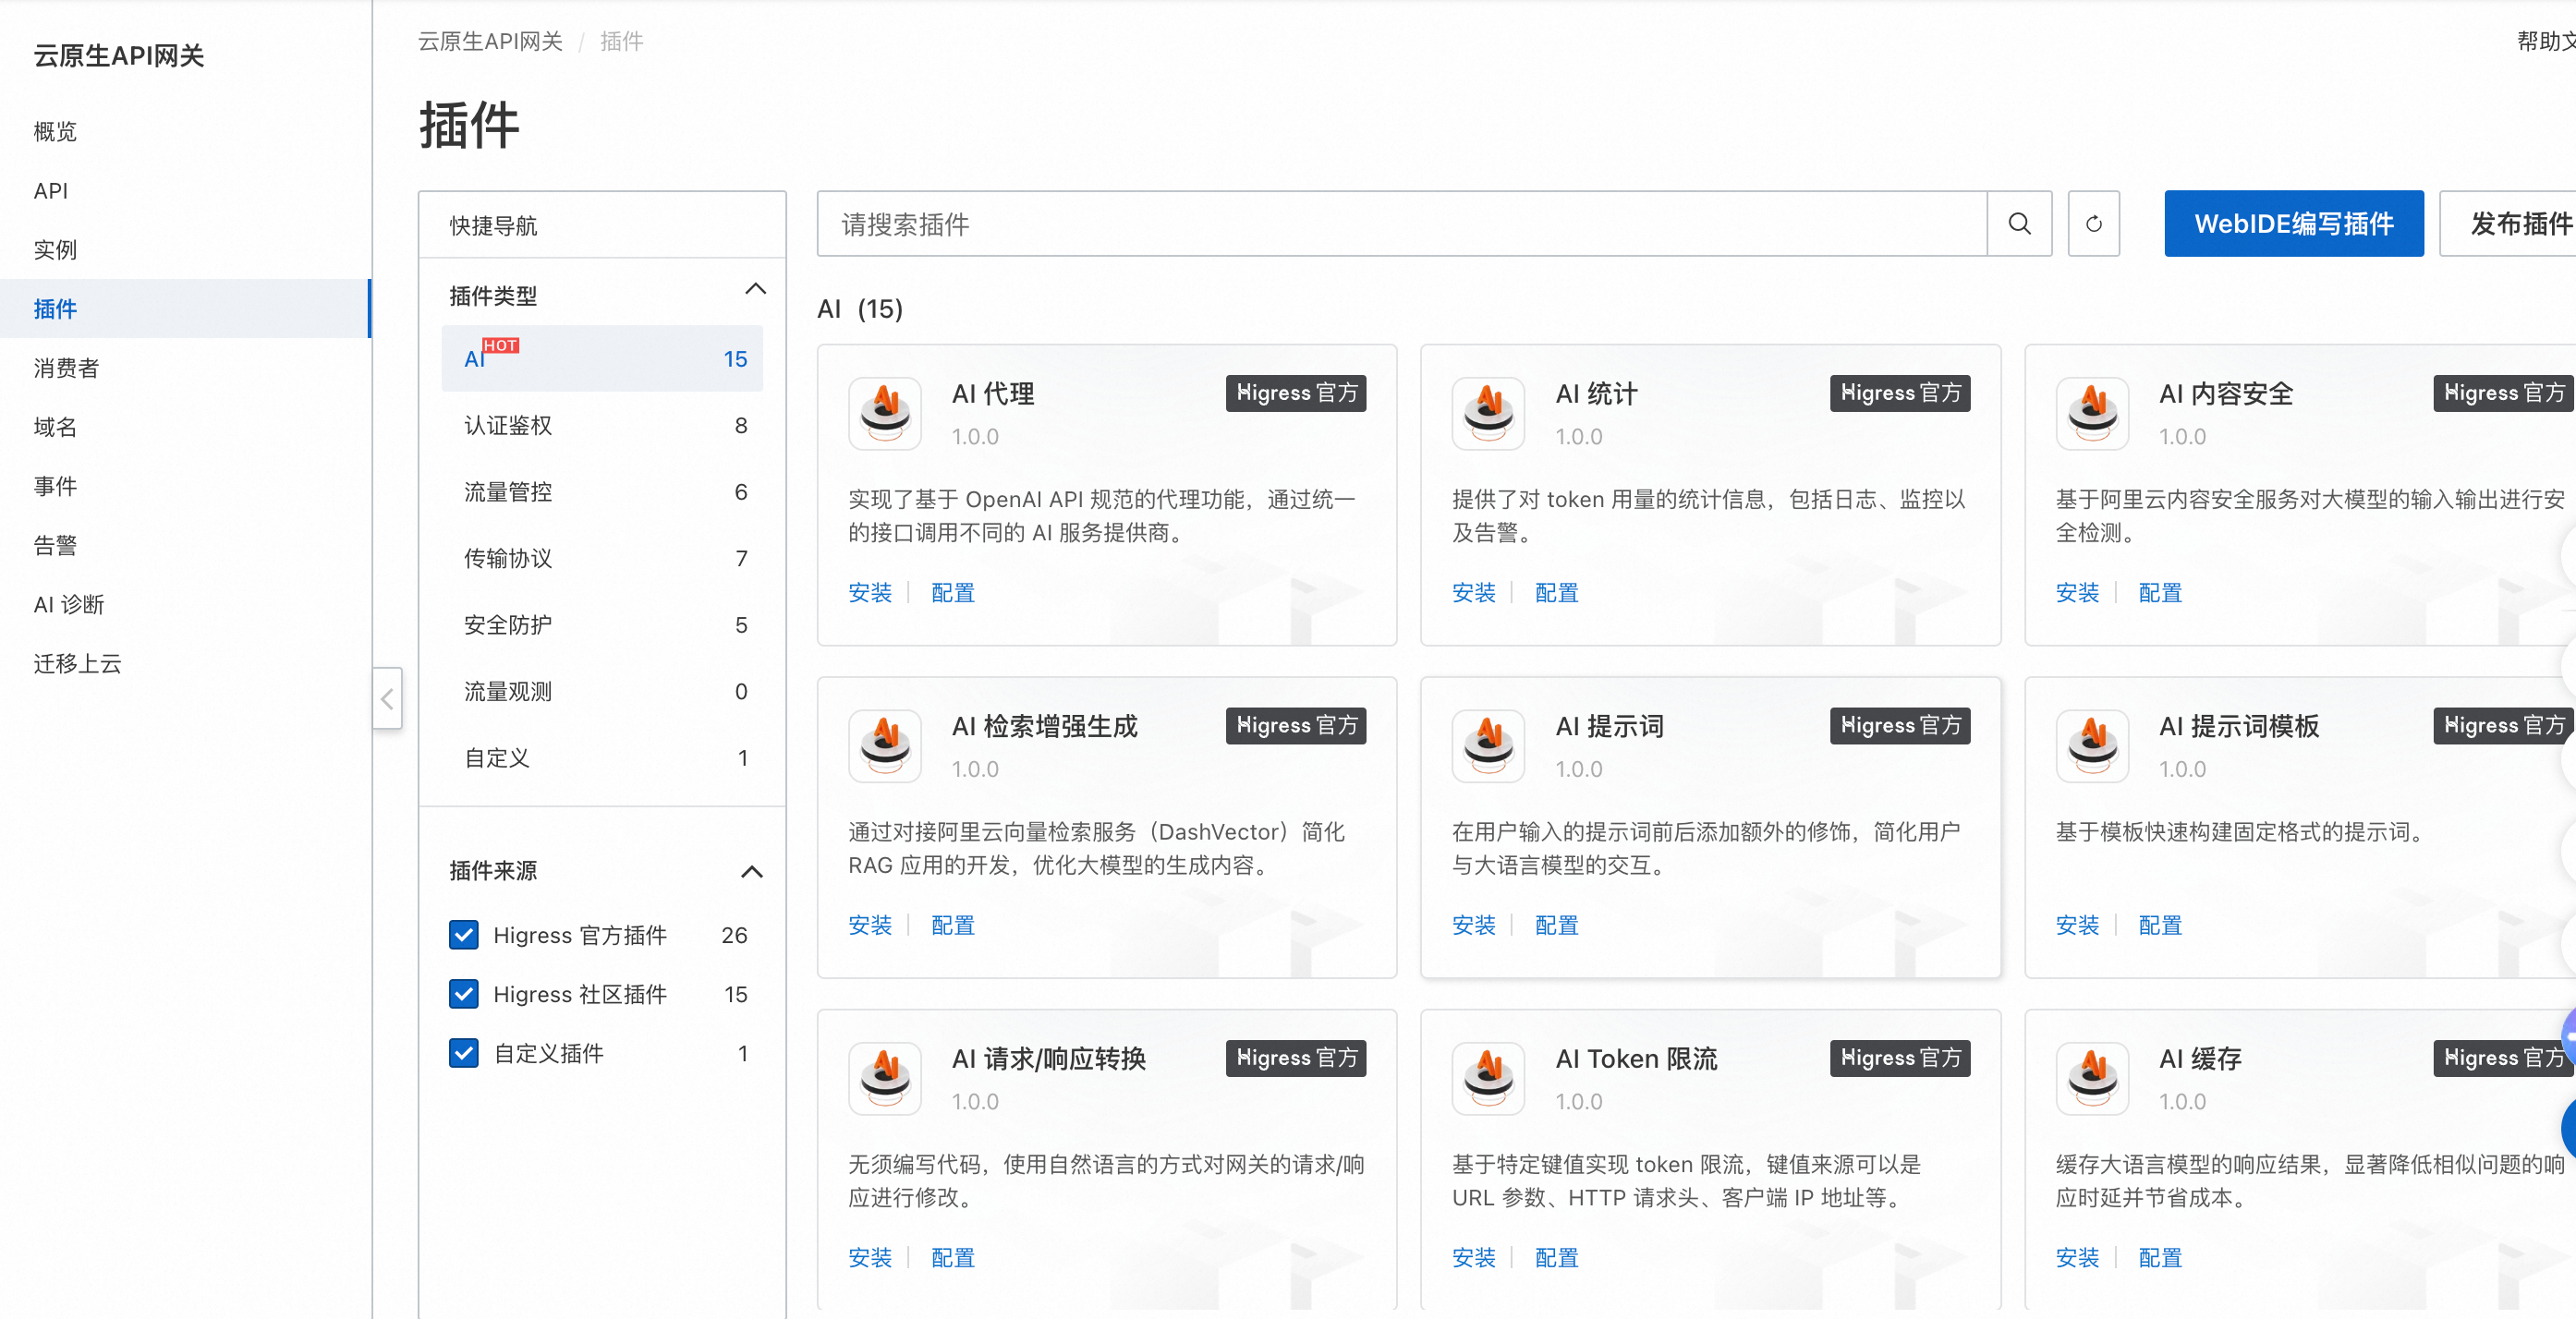 云原生API网关
概览
API
实例
插件
消费者
域名
事件
告警
AI 诊断
迁移上云
云原生API网关 / 插件
帮助文
插件
快捷导航
插件类型
AI HOT 15
认证鉴权 8
流量管控 6
传输协议 7
安全防护 5
流量观测 0
自定义 1
插件来源
Higress 官方插件 26
Higress 社区插件 15
自定义插件 1
请搜索插件
WebIDE编写插件
发布插件
AI (15)
AI 代理
Higress 官方
1.0.0
实现了基于 OpenAI API 规范的代理功能，通过统一
的接口调用不同的 AI 服务提供商。
安装 配置
AI 统计
Higress 官方
1.0.0
提供了对 token 用量的统计信息，包括日志、监控以
及告警。
安装 配置
AI 内容安全
Higress 官方
1.0.0
基于阿里云内容安全服务对大模型的输入输出进行安
全检测。
安装 配置
AI 检索增强生成
Higress 官方
1.0.0
通过对接阿里云向量检索服务（DashVector）简化
RAG 应用的开发，优化大模型的生成内容。
安装 配置
AI 提示词
Higress 官方
1.0.0
在用户输入的提示词前后添加额外的修饰，简化用户
与大语言模型的交互。
安装 配置
AI 提示词模板
Higress 官方
1.0.0
基于模板快速构建固定格式的提示词。
安装 配置
AI 请求/响应转换
Higress 官方
1.0.0
无须编写代码，使用自然语言的方式对网关的请求/响
应进行修改。
安装 配置
AI Token 限流
Higress 官方
1.0.0
基于特定键值实现 token 限流，键值来源可以是
URL 参数、HTTP 请求头、客户端 IP 地址等。
安装 配置
AI 缓存
Higress 官方
1.0.0
缓存大语言模型的响应结果，显著降低相似问题的响
应时延并节省成本。
安装 配置